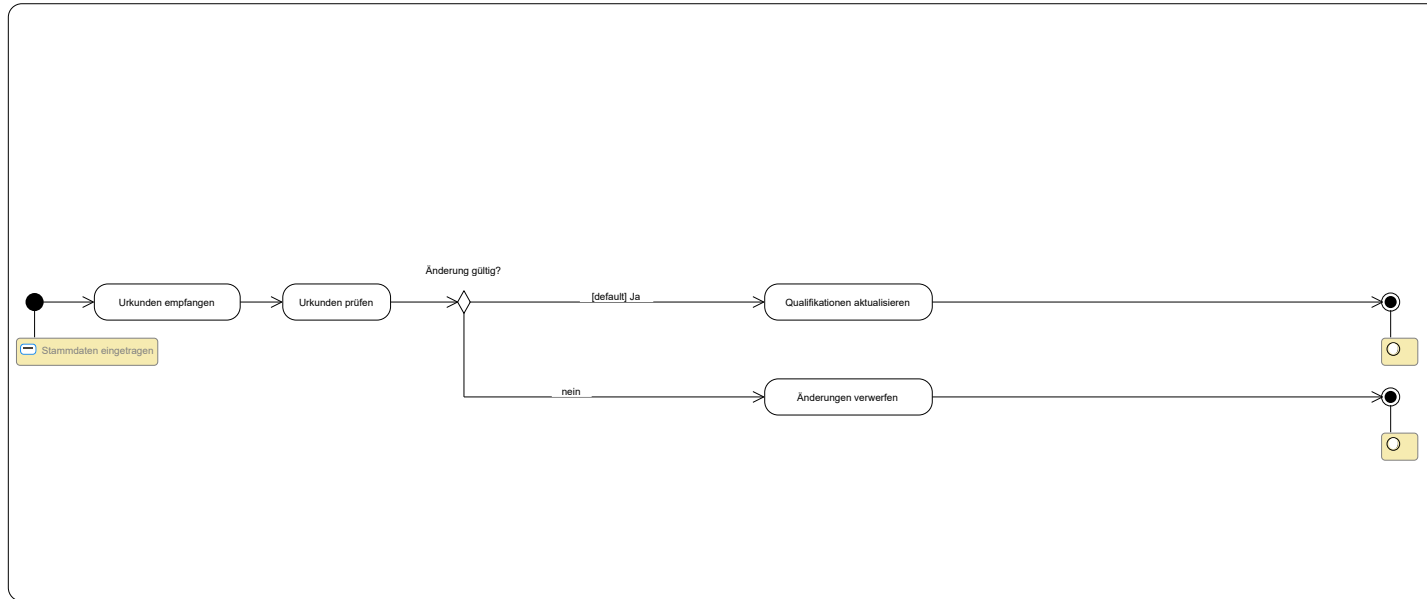 Änderung gültig?
Urkunden empfangen
Urkunden prüfen
[default] Ja
Qualifikationen aktualisieren
Stammdaten eingetragen
nein
Änderungen verwerfen